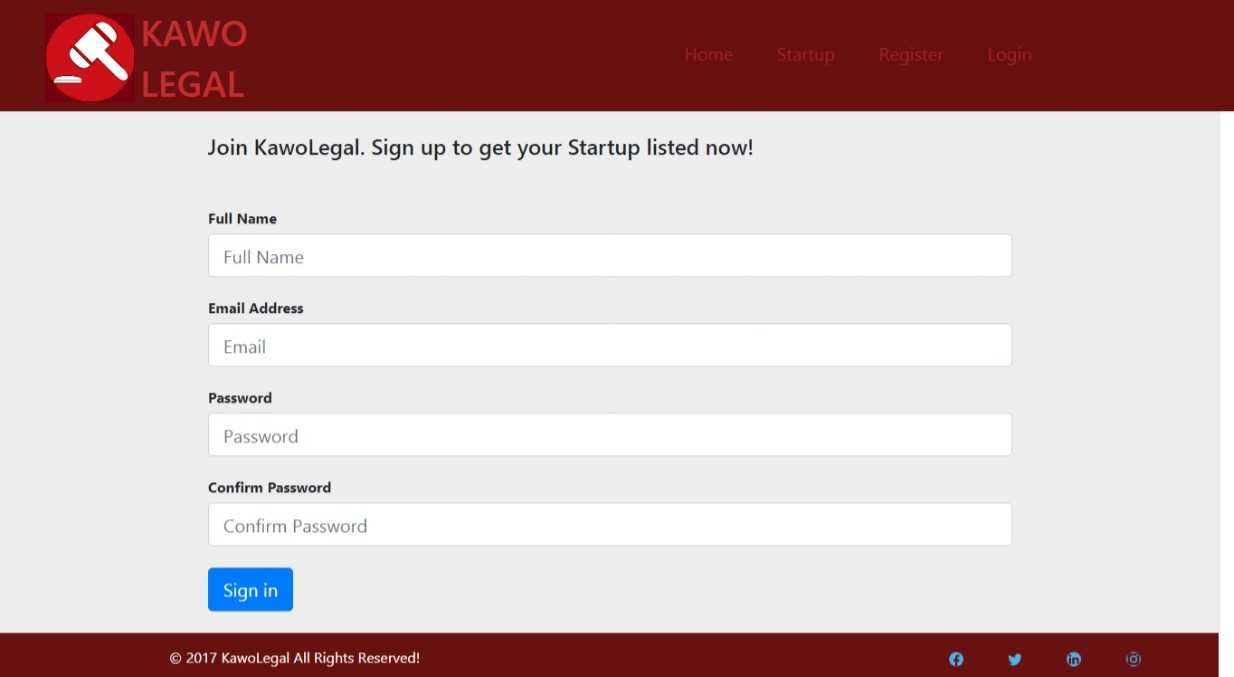 KAWO
LEGAL
Home Startup Register Login
Join KawoLegal. Sign up to get your Startup listed now!
Full Name
Full Name
Email Address
Email
Password
Password
Confirm Password
Confirm Password
Sign in
© 2017 KawoLegal All Rights Reserved!